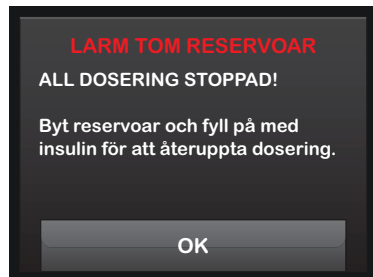 LARM TOM RESERVOAR
ALL DOSERING STOPPAD!
Byt reservoar och fyll på med
insulin för att återuppta dosering.
OK